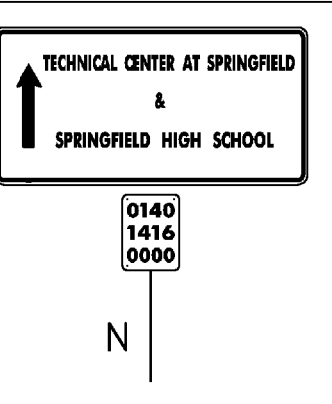 TECHNICAL CENTER AT SPRINGFIELD
&
SPRINGFIELD HIGH SCHOOL
0140
1416
0000
N